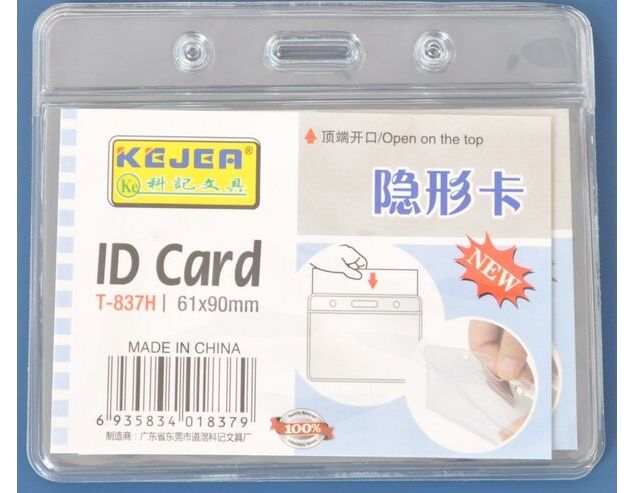 顶端开口/Open on the top
KEJEA®
Ke 科記文具
隐形卡
ID Card
NEW
T-837H | 61x90mm
MADE IN CHINA
6 935834 018379
100%
制造商：广东省东莞市道滘科记文具厂